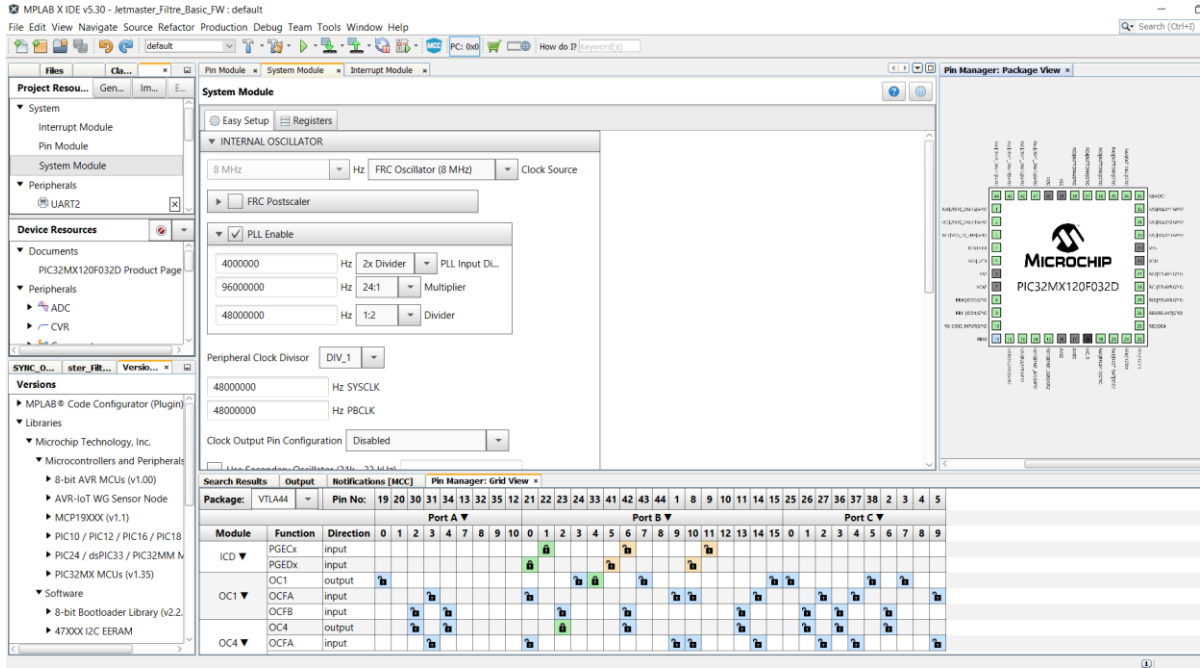 MPLAB X IDE v5.30 - Jetmaster_Filtre_Basic_FW : default
File Edit View Navigate Source Refactor Production Debug Team Tools Window Help
Search (Ctrl+I)
default
PC: 0x0
How do I?
Keyword(s)
Files
Cla...
Project Resou...
Gen...
Im...
E...
System
Interrupt Module
Pin Module
System Module
Peripherals
UART2
Device Resources
Documents
PIC32MX120F032D Product Page
Peripherals
ADC
CVR
SYNC_O...
ster_Filt...
Versio...
Versions
MPLAB® Code Configurator (Plugin)
Libraries
Microchip Technology, Inc.
Microcontrollers and Peripherals
8-bit AVR MCUs (v1.00)
AVR-IoT WG Sensor Node
MCP19XXX (v1.1)
PIC10 / PIC12 / PIC16 / PIC18
PIC24 / dsPIC33 / PIC32MM M
PIC32MX MCUs (v1.35)
Software
8-bit Bootloader Library (v2.2.
47XXX I2C EERAM
Pin Module
System Module
Interrupt Module
System Module
Easy Setup
Registers
INTERNAL OSCILLATOR
8 MHz Hz FRC Oscillator (8 MHz) Clock Source
FRC Postscaler
PLL Enable
4000000 Hz 2x Divider PLL Input Di...
96000000 Hz 24:1 Multiplier
48000000 Hz 1:2 Divider
Peripheral Clock Divisor DIV_1
48000000 Hz SYSCLK
48000000 Hz PBCLK
Clock Output Pin Configuration Disabled
Pin Manager: Package View
MICROCHIP
PIC32MX120F032D
Search Results
Output
Notifications [MCC]
Pin Manager: Grid View
Package: VTLA44 Pin No: 19 20 30 31 34 13 32 35 12 21 22 23 24 33 41 42 43 44 1 8 9 10 11 14 15 25 26 27 36 37 38 2 3 4 5
Port A Port B Port C
Module Function Direction 0 1 2 3 4 7 8 9 10 0 1 2 3 4 5 6 7 8 9 10 11 12 13 14 15 0 1 2 3 4 5 6 7 8 9
ICD
PGECx input
PGEDx input
OC1
OC1 output
OCFA input
OCFB input
OC4
OC4 output
OCFA input